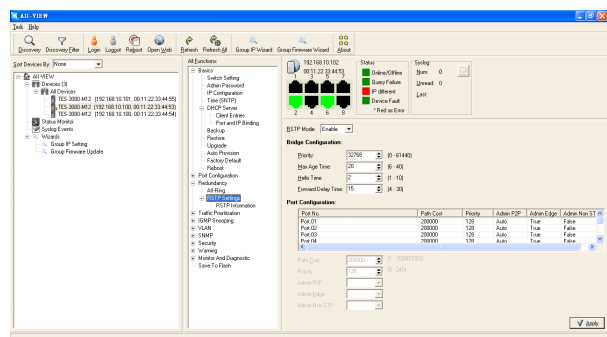 All-VIEW
Task Help
Discovery Discovery Filter Login Logout Reboot Open Web Refresh Refresh All Group IP Wizard Group Firmware Wizard About
Sort Devices By: None
All-VIEW
Devices (3)
All Devices
TES-3080-M12 (192.168.10.101, 00:11:22:33:44:55)
TES-3080-M12 (192.168.10.102, 00:11:22:33:44:53)
TES-3080-M12 (192.168.10.103, 00:11:22:33:44:54)
Status Monitor
Syslog Events
Wizards
Group IP Setting
Group Firmware Update
All Functions
Basics
Switch Setting
Admin Password
IP Configuration
Time (SNTP)
DHCP Server
Client Entries
Port and IP Binding
Backup
Restore
Upgrade
Auto Provision
Factory Default
Reboot
Port Configuration
Redundancy
All-Ring
RSTP Settings
RSTP Information
Traffic Prioritization
IGMP Snooping
VLAN
SNMP
Security
Warning
Monitor And Diagnostic
Save To Flash
192.168.10.102
00:11:22:33:44:53
1 3 5 7
2 4 6 8
Status
Online/Offline
Query Failure
IP different
Device Fault
* Red as Error
Syslog
Num: 0
Unread: 0
Last:
RSTP Mode: Enable
Bridge Configuration:
Priority: 32768 (0 - 61440)
Max Age Time: 20 (6 - 40)
Hello Time: 2 (1 - 10)
Forward Delay Time: 15 (4 - 30)
Port Configuration:
Port No. Path Cost Priority Admin P2P Admin Edge Admin Non ST
Port.01 200000 128 Auto True False
Port.02 200000 128 Auto True False
Port.03 200000 128 Auto True False
Port.04 200000 128 Auto True False
Path Cost: 200000 (1 - 200000000)
Priority: 128 (0 - 240)
Admin P2P:
Admin Edge:
Admin Non STP:
Apply